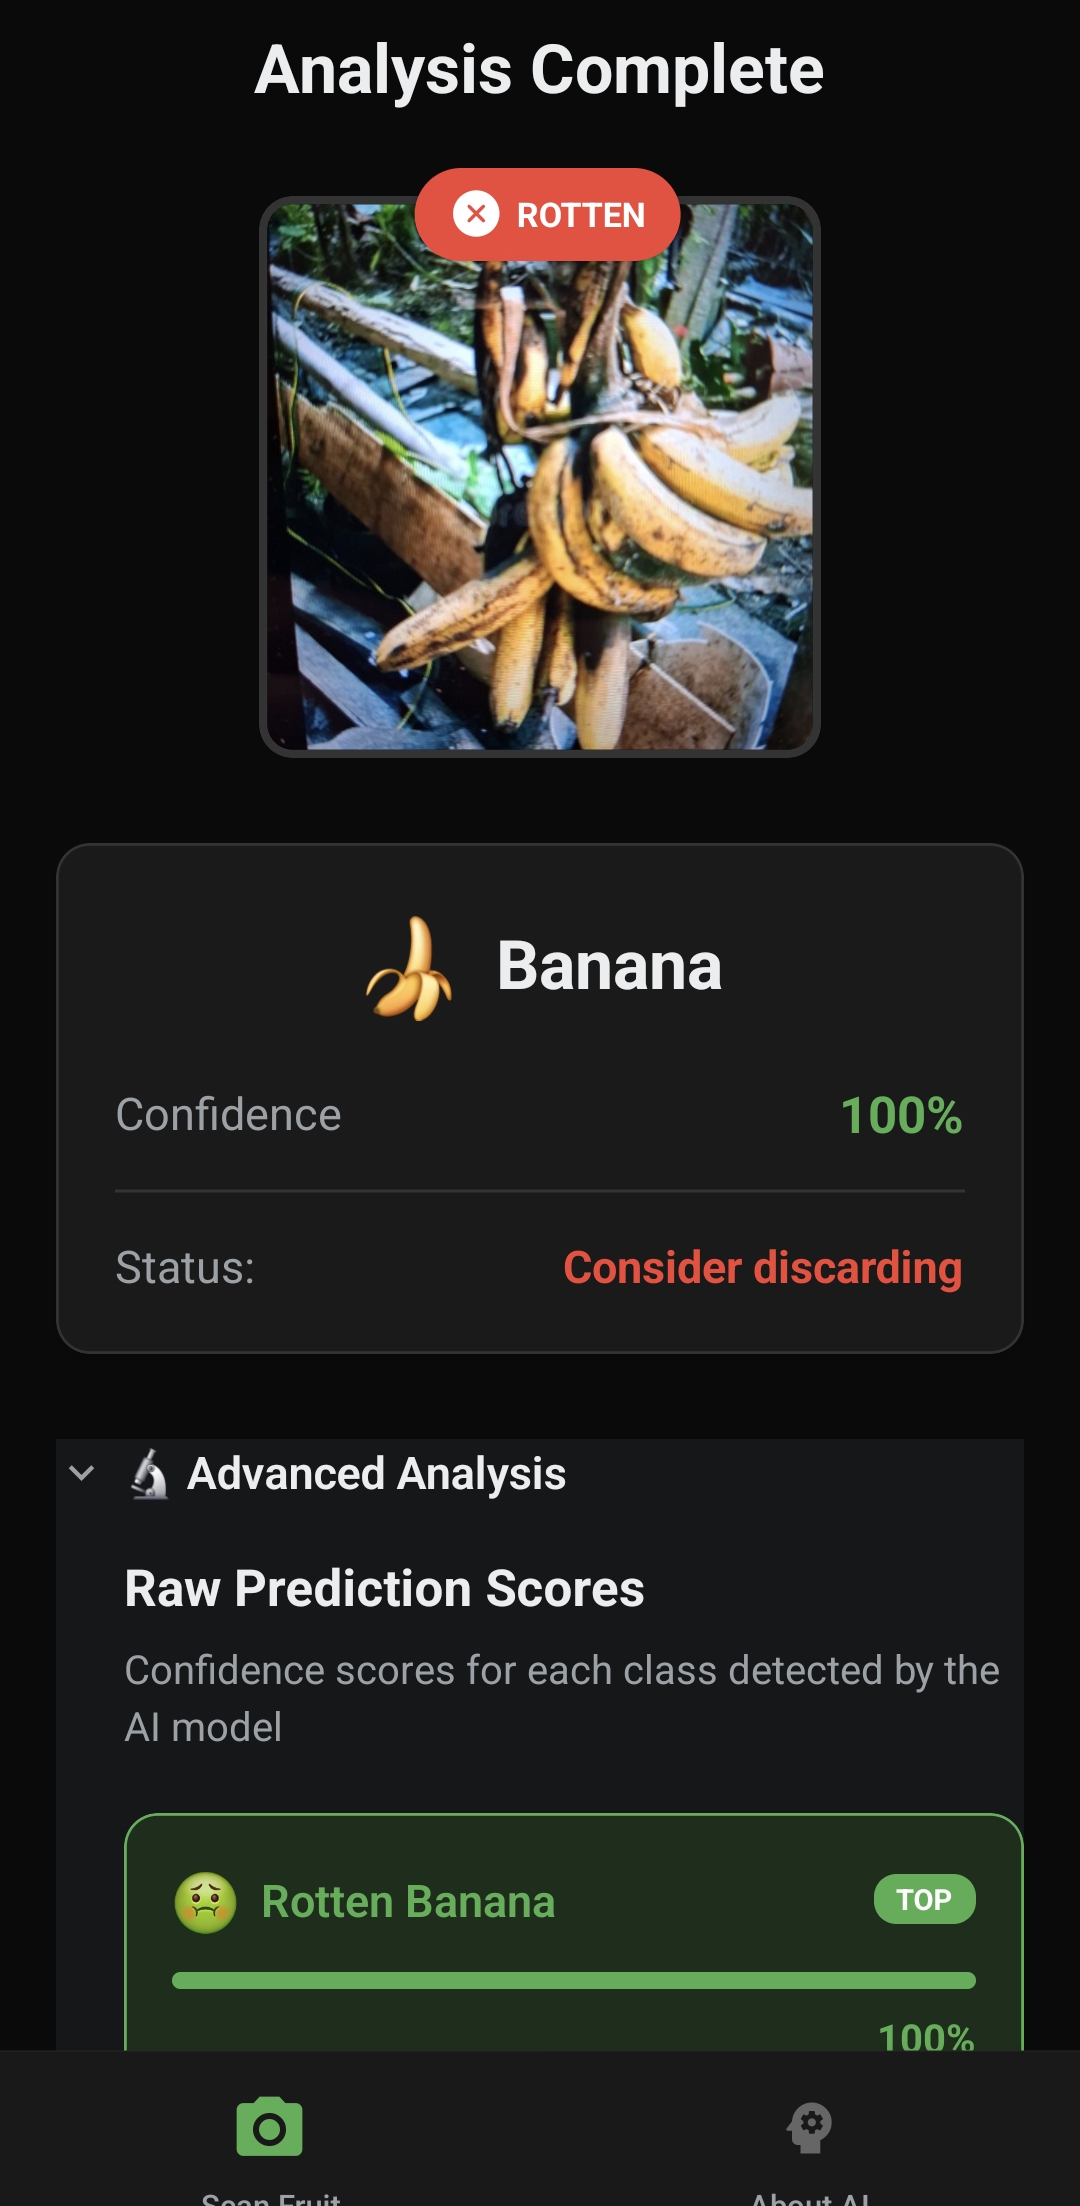 Analysis Complete
ROTTEN
Banana
Confidence
100%
Status:
Consider discarding
Advanced Analysis
Raw Prediction Scores
Confidence scores for each class detected by the
AI model
Rotten Banana
TOP
100%
Scan Fruit
About AI